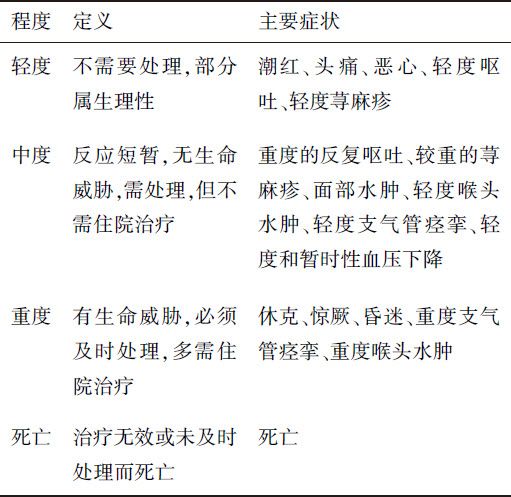 程度 定义 主要症状
轻度 不需要处理,部分 潮红、头痛、恶心、轻度呕
属生理性 吐、轻度荨麻疹
中度 反应短暂,无生命 重度的反复呕吐、较重的荨
威胁,需处理,但不 麻疹、面部水肿、轻度喉头
需住院治疗 水肿、轻度支气管痉挛、轻
度和暂时性血压下降
重度 有生命威胁,必须 休克、惊厥、昏迷、重度支气
及时处理,多需住 管痉挛、重度喉头水肿
院治疗
死亡 治疗无效或未及时 死亡
处理而死亡